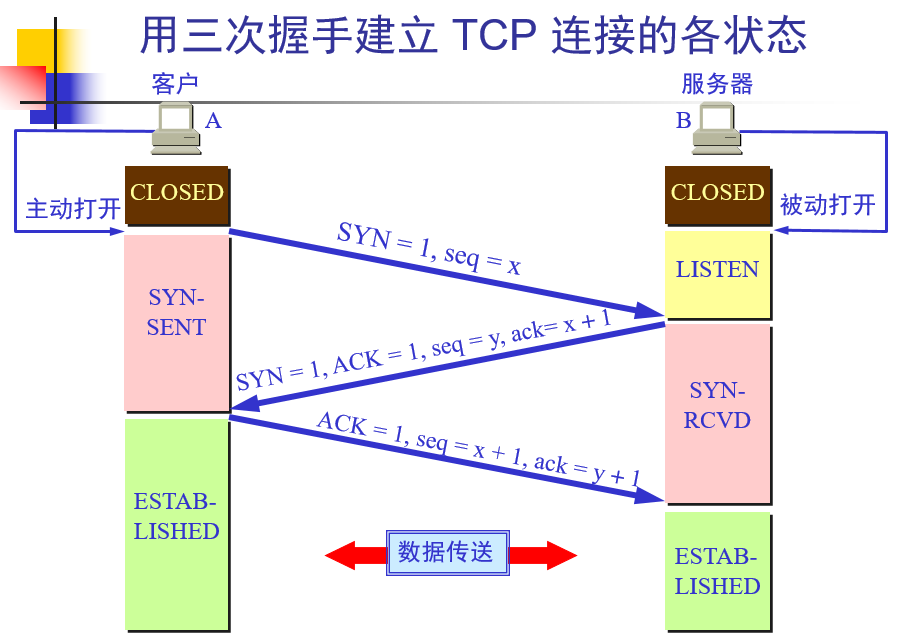 用三次握手建立 TCP 连接的各状态
客户
服务器
A
B
CLOSED
CLOSED
主动打开
被动打开
SYN = 1, seq = x
LISTEN
SYN-
SENT
SYN = 1, ACK = 1, seq = y, ack= x + 1
SYN-
RCVD
ACK = 1, seq = x + 1, ack = y + 1
ESTAB-
LISHED
数据传送
ESTAB-
LISHED